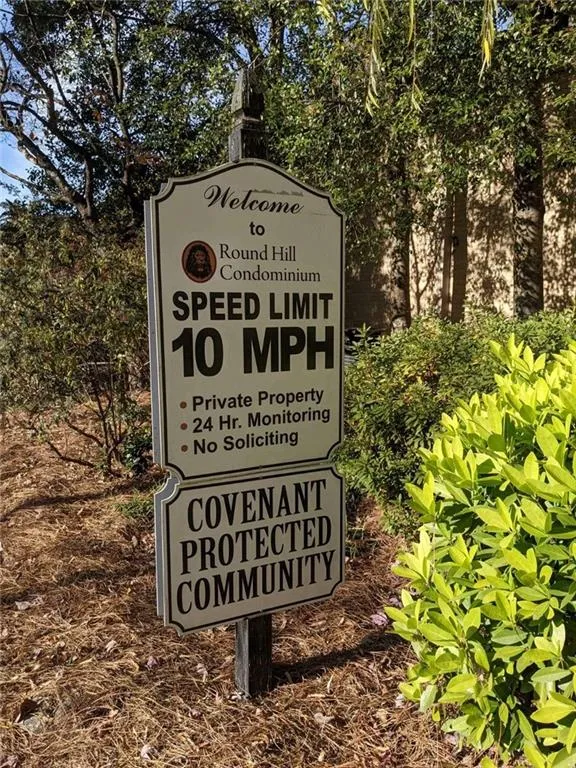 Welcome
to
Round Hill
Condominium
SPEED LIMIT
10 MPH
• Private Property
• 24 Hr. Monitoring
• No Soliciting
COVENANT
PROTECTED
COMMUNITY